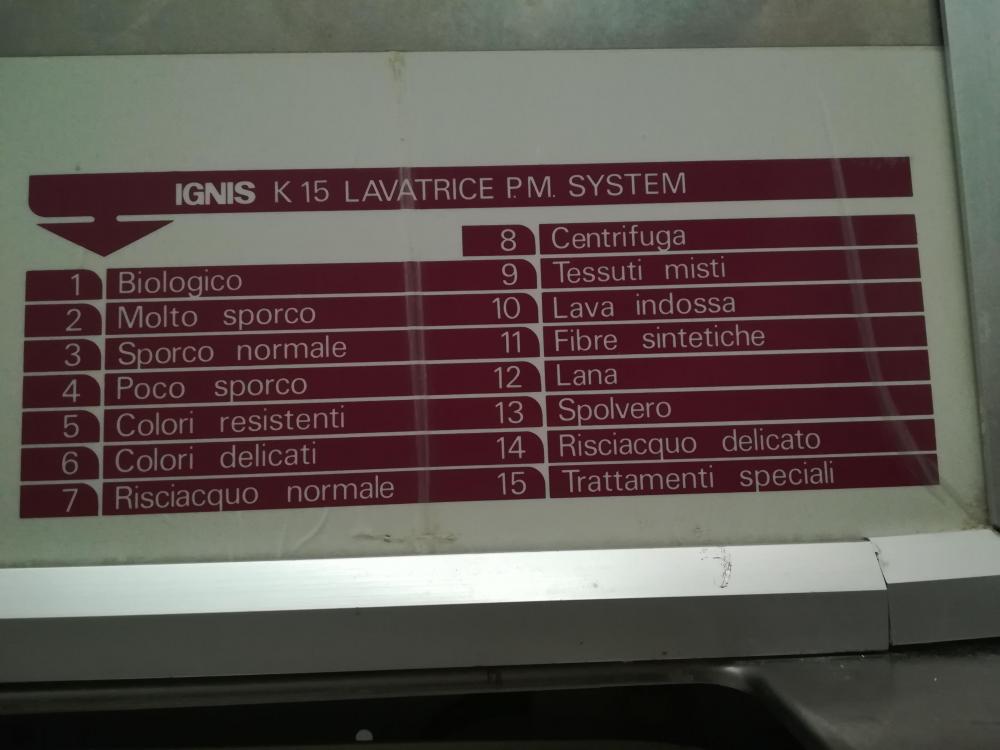 IGNIS K 15 LAVATRICE P.M. SYSTEM
1 Biologico
2 Molto sporco
3 Sporco normale
4 Poco sporco
5 Colori resistenti
6 Colori delicati
7 Risciacquo normale
8 Centrifuga
9 Tessuti misti
10 Lava indossa
11 Fibre sintetiche
12 Lana
13 Spolvero
14 Risciacquo delicato
15 Trattamenti speciali